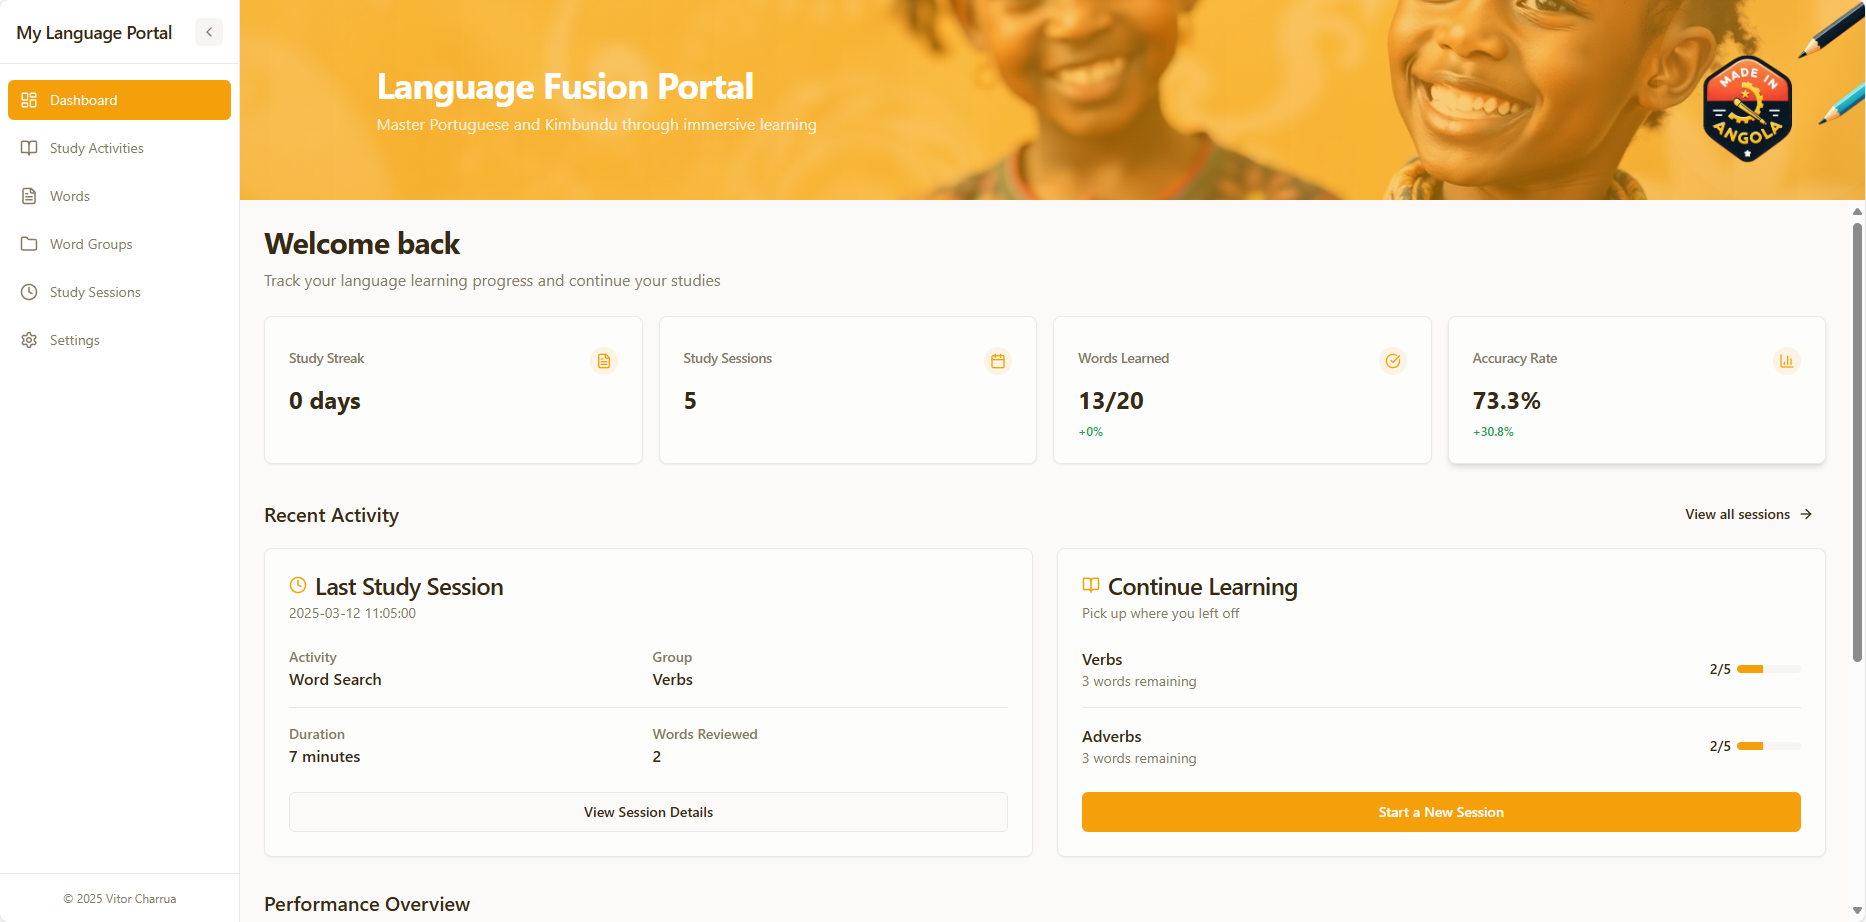 My Language Portal
Dashboard
Study Activities
Words
Word Groups
Study Sessions
Settings
© 2025 Vitor Charrua
Language Fusion Portal
Master Portuguese and Kimbundu through immersive learning
MADE IN
ANGOLA
Welcome back
Track your language learning progress and continue your studies
Study Streak
0 days
Study Sessions
5
Words Learned
13/20
+0%
Accuracy Rate
73.3%
+30.8%
Recent Activity
View all sessions
Last Study Session
2025-03-12 11:05:00
Activity
Word Search
Group
Verbs
Duration
7 minutes
Words Reviewed
2
View Session Details
Continue Learning
Pick up where you left off
Verbs
3 words remaining
2/5
Adverbs
3 words remaining
2/5
Start a New Session
Performance Overview